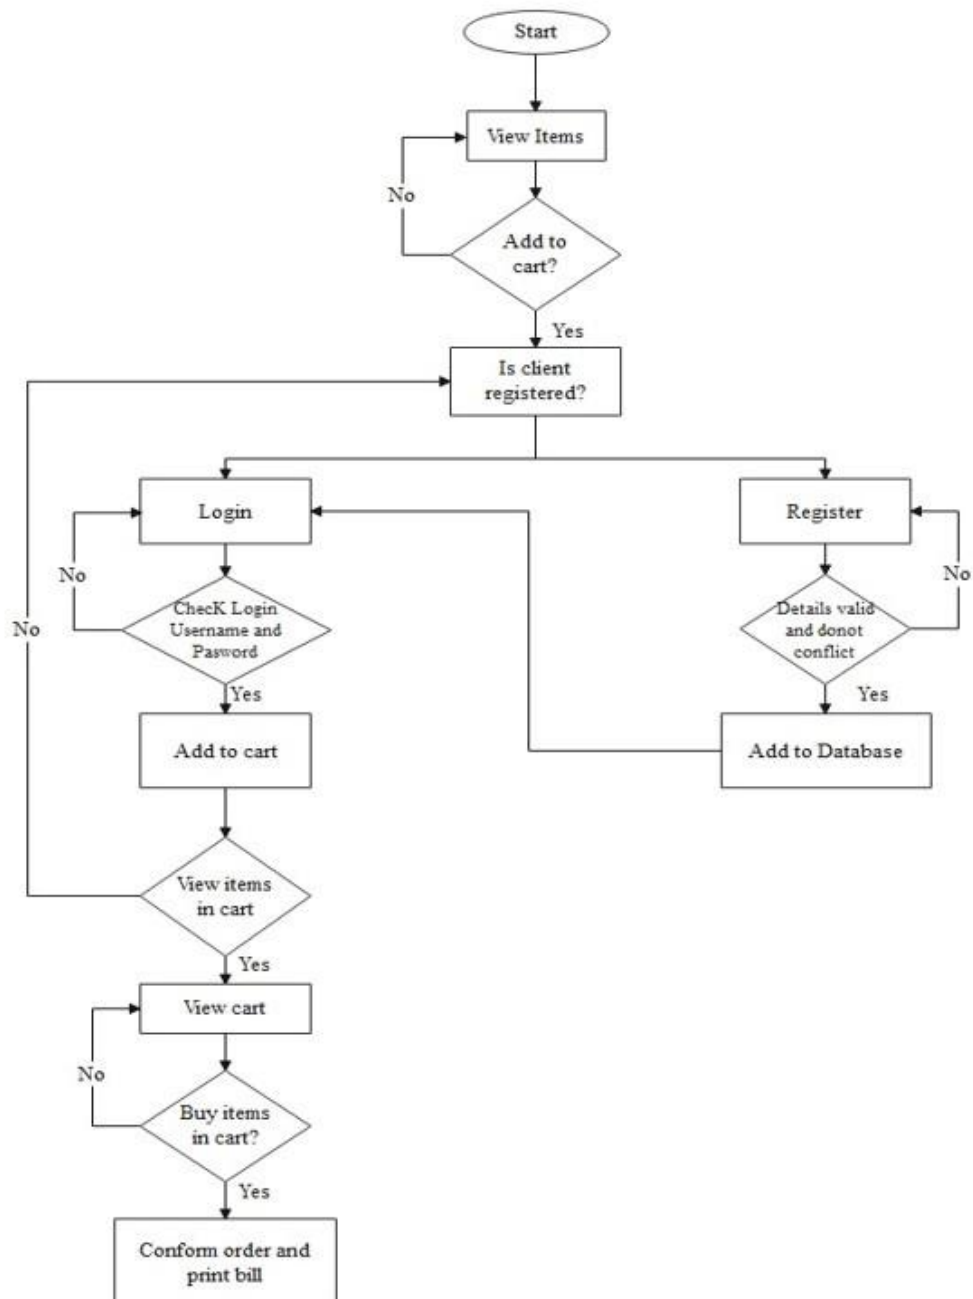 Start
View Items
No
Add to
cart?
Yes
Is client
registered?
Login
Register
No
No
ChecK Login
Username and
Pasword
Details valid
and donot
conflict
No
Yes
Yes
Add to cart
Add to Database
View items
in cart
Yes
View cart
No
Buy items
in cart?
Yes
Conform order and
print bill